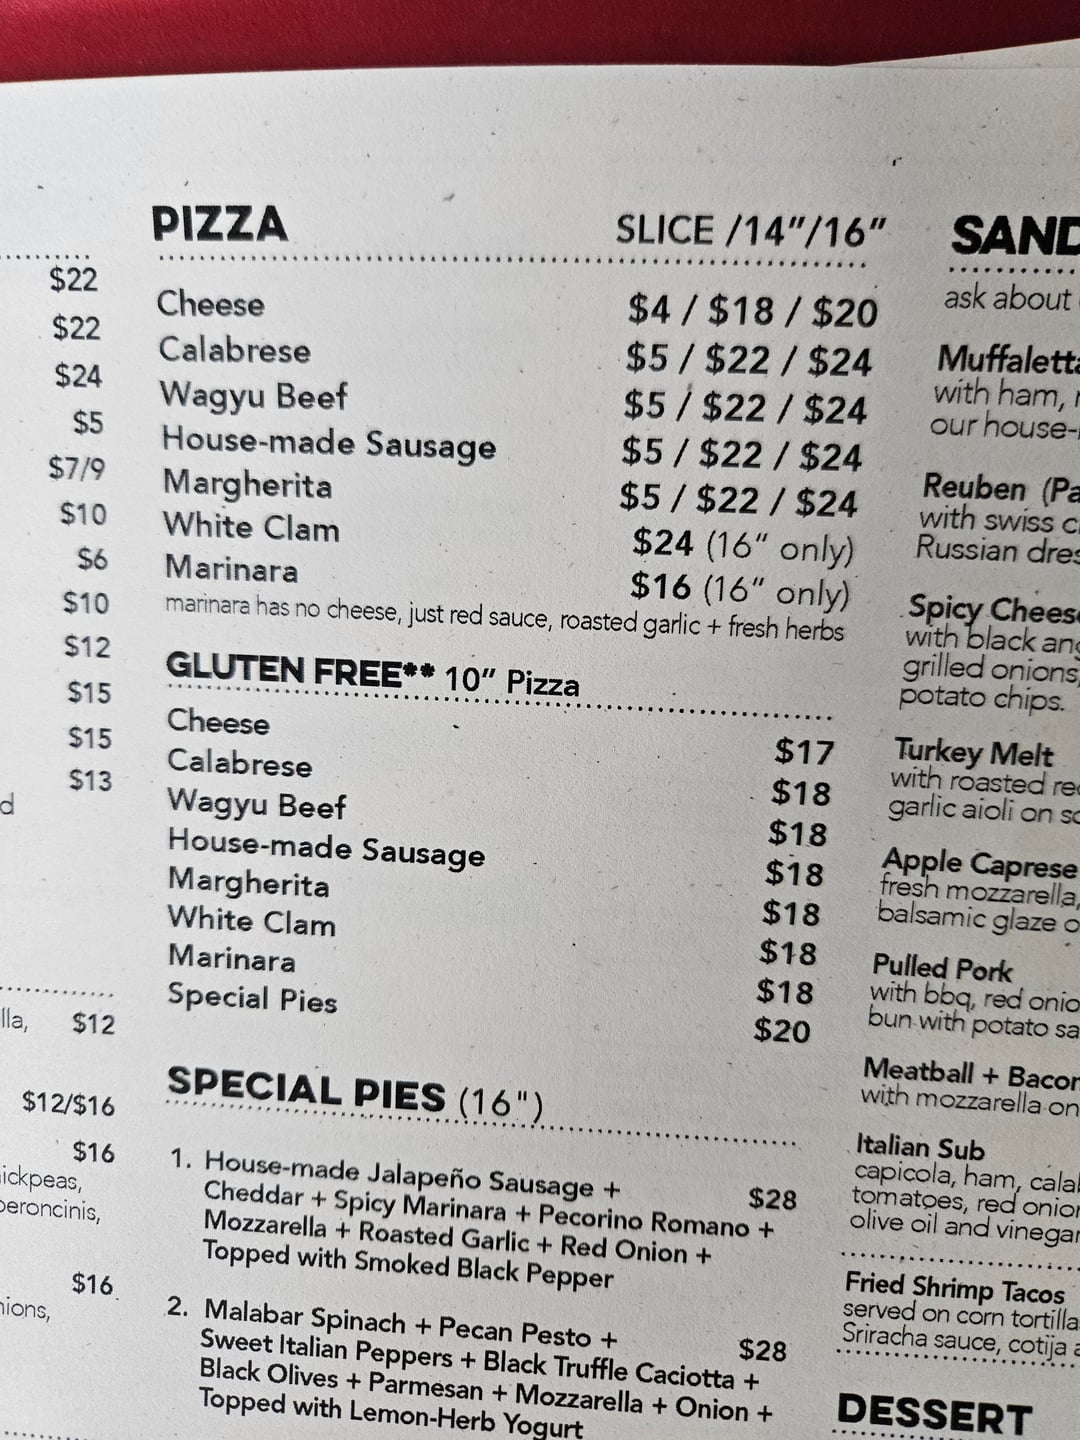 $22
$22
$24
$5
$7/9
$10
$6
$10
$12
$15
$15
$13
$12
$12/$16
$16
$16
PIZZA SLICE /14"/16"
Cheese $4 / $18 / $20
Calabrese $5 / $22 / $24
Wagyu Beef $5 / $22 / $24
House-made Sausage $5 / $22 / $24
Margherita $5 / $22 / $24
White Clam $24 (16" only)
Marinara $16 (16" only)
marinara has no cheese, just red sauce, roasted garlic + fresh herbs
GLUTEN FREE** 10" Pizza
Cheese $17
Calabrese $18
Wagyu Beef $18
House-made Sausage $18
Margherita $18
White Clam $18
Marinara $18
Special Pies $20
SPECIAL PIES (16")
1. House-made Jalapeño Sausage + $28
Cheddar + Spicy Marinara + Pecorino Romano +
Mozzarella + Roasted Garlic + Red Onion +
Topped with Smoked Black Pepper
2. Malabar Spinach + Pecan Pesto + $28
Sweet Italian Peppers + Black Truffle Caciotta +
Black Olives + Parmesan + Mozzarella + Onion +
Topped with Lemon-Herb Yogurt
SAND
ask about
Muffaletta
with ham,
our house-
Reuben (Pa
with swiss
Russian dres
Spicy Cheese
with black ang
grilled onions,
potato chips.
Turkey Melt
with roasted re
garlic aioli on
Apple Caprese
fresh mozzarella,
balsamic glaze
Pulled Pork
with bbq, red onio
bun with potato sa
Meatball + Bacon
with mozzarella on
Italian Sub
capicola, ham, calab
tomatoes, red onion
olive oil and vinegar
Fried Shrimp Tacos
served on corn tortilla
Sriracha sauce, cotija
DESSERT